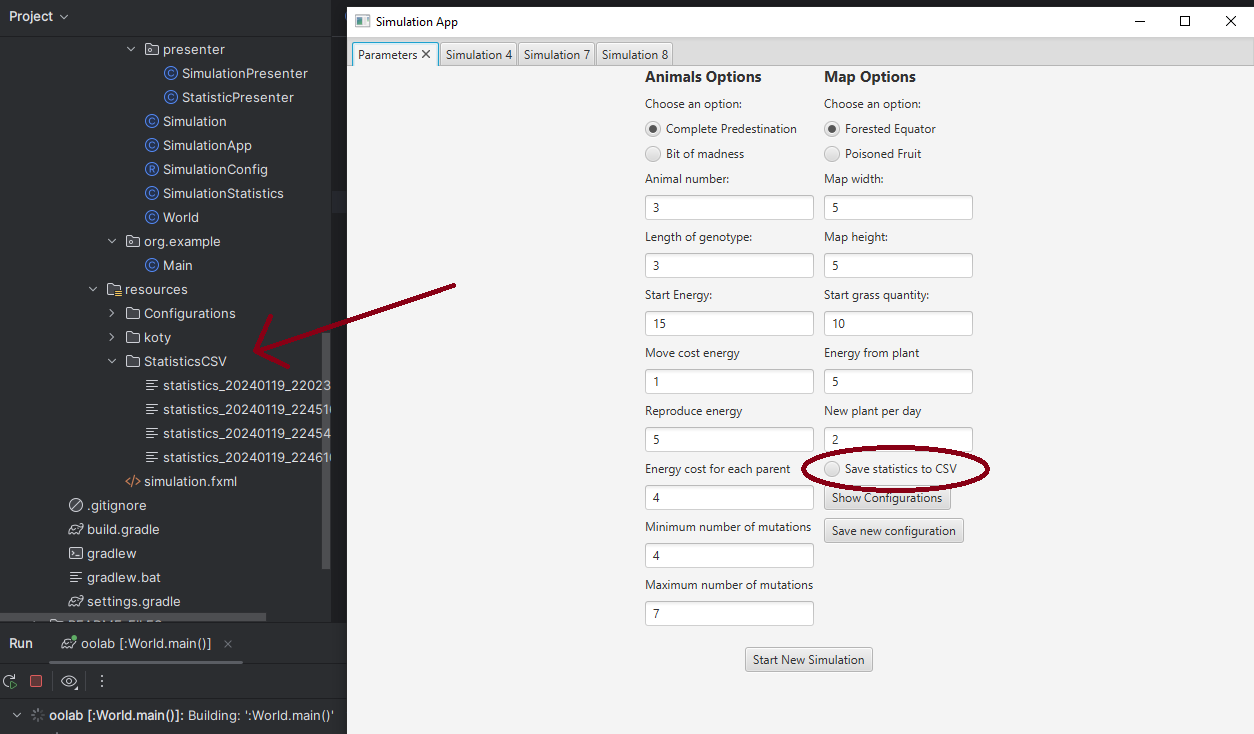 Project
presenter
SimulationPresenter
StatisticPresenter
Simulation
SimulationApp
SimulationConfig
SimulationStatistics
World
org.example
Main
resources
Configurations
koty
StatisticsCSV
statistics_20240119_22023
statistics_20240119_22451
statistics_20240119_22454
statistics_20240119_22461
simulation.fxml
.gitignore
build.gradle
gradlew
gradlew.bat
settings.gradle
Run
oolab [:World.main()]
oolab [:World.main()]: Building: ':World.main()'
Simulation App
Parameters
Simulation 4
Simulation 7
Simulation 8
Animals Options
Choose an option:
Complete Predestination
Bit of madness
Animal number:
3
Length of genotype:
3
Start Energy:
15
Move cost energy
1
Reproduce energy
5
Energy cost for each parent
4
Minimum number of mutations
4
Maximum number of mutations
7
Map Options
Choose an option:
Forested Equator
Poisoned Fruit
Map width:
5
Map height:
5
Start grass quantity:
10
Energy from plant
5
New plant per day
2
Save statistics to CSV
Show Configurations
Save new configuration
Start New Simulation